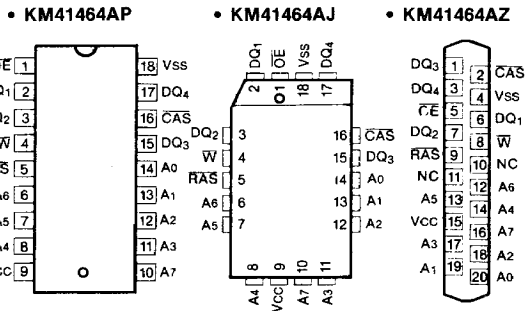 • KM41464AP
• KM41464AJ
• KM41464AZ
E 1 18 VSS
Q1 2 17 DQ4
Q2 3 16 CAS
W 4 15 DQ3
S 5 14 A0
A6 6 13 A1
A5 7 12 A2
A4 8 11 A3
CC 9 10 A7
DQ1 OE VSS DQ4
2 1 18 17
DQ2 3 16 CAS
W 4 15 DQ3
RAS 5 14 A0
A6 6 13 A1
A5 7 12 A2
8 9 10 11
A4 VCC A7 A3
DQ3 1
2 CAS
DQ4 3
4 VSS
OE 5
6 DQ1
DQ2 7
8 W
RAS 9
10 NC
NC 11
12 A6
A5 13
14 A4
VCC 15
16 A7
A3 17
18 A2
A1 19
20 A0